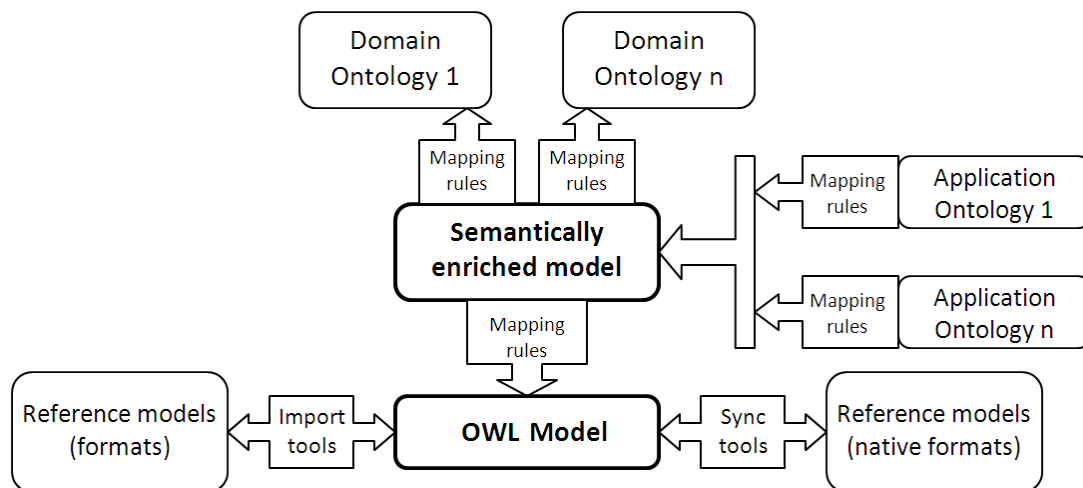 Domain
Ontology 1
Domain
Ontology n
Mapping
rules
Mapping
rules
Mapping
rules
Application
Ontology 1
Semantically
enriched model
Mapping
rules
Application
Ontology n
Mapping
rules
Reference models
(formats)
Import
tools
OWL Model
Sync
tools
Reference models
(native formats)